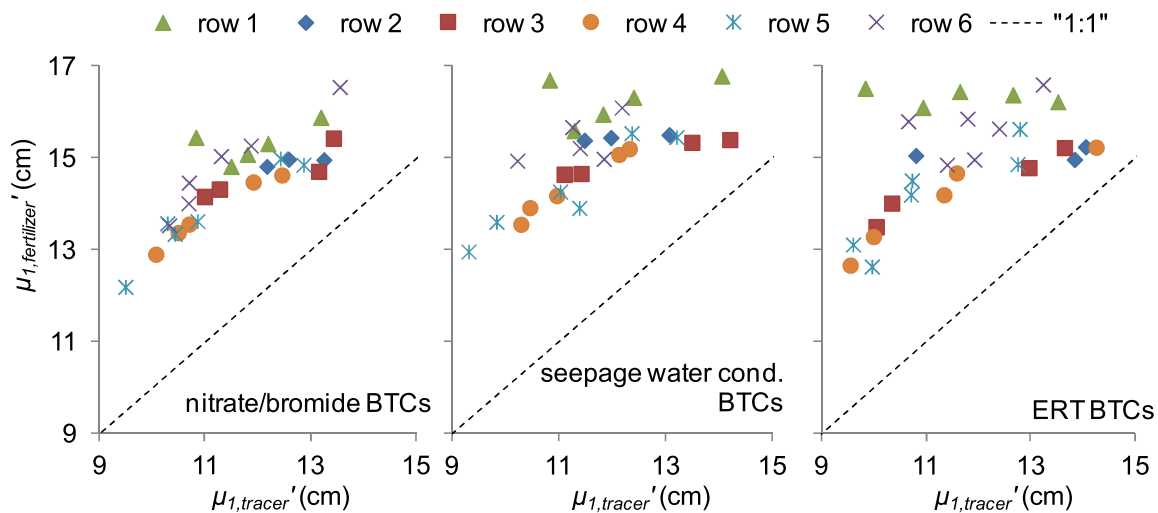 row 1 row 2 row 3 row 4 row 5 row 6 "1:1"
17
15
13
11
9
μ1,fertilizer′ (cm)
nitrate/bromide BTCs
9 11 13 15
μ1,tracer′ (cm)
seepage water cond.
BTCs
9 11 13 15
μ1,tracer′ (cm)
ERT BTCs
9 11 13 15
μ1,tracer′ (cm)